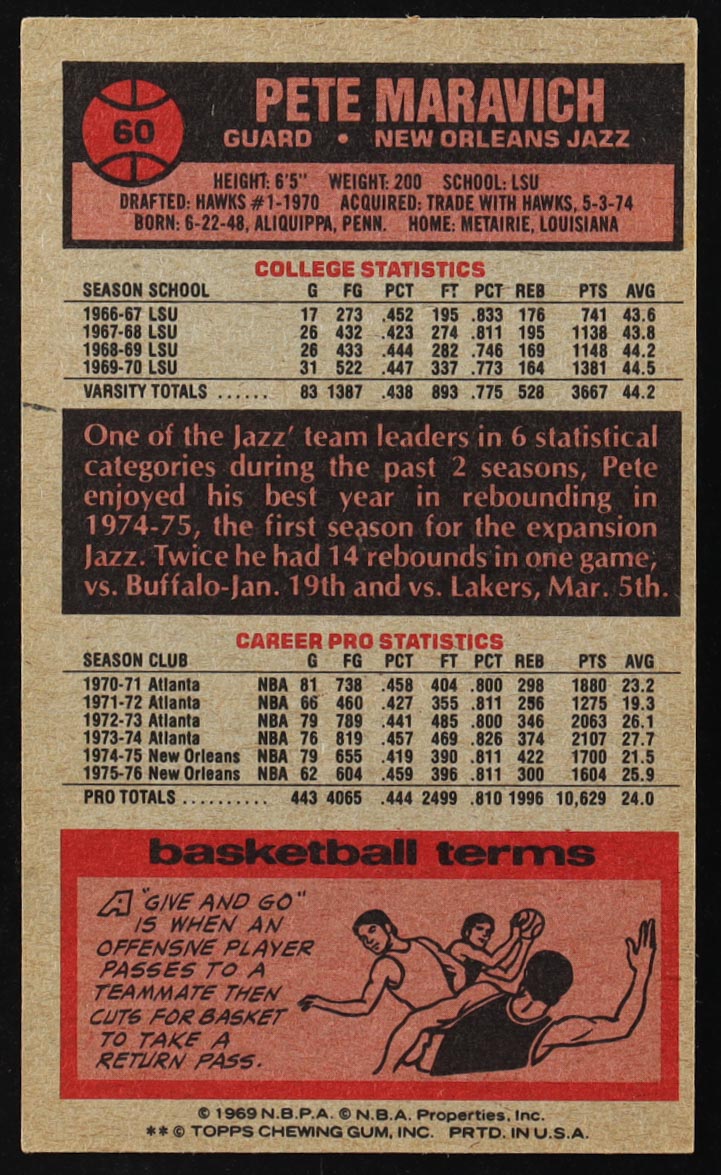 60
PETE MARAVICH
GUARD • NEW ORLEANS JAZZ
HEIGHT: 6'5" WEIGHT: 200 SCHOOL: LSU
DRAFTED: HAWKS #1-1970 ACQUIRED: TRADE WITH HAWKS, 5-3-74
BORN: 6-22-48, ALIQUIPPA, PENN. HOME: METAIRIE, LOUISIANA
COLLEGE STATISTICS
SEASON SCHOOL G FG PCT FT PCT REB PTS AVG
1966-67 LSU 17 273 .452 195 .833 176 741 43.6
1967-68 LSU 26 432 .423 274 .811 195 1138 43.8
1968-69 LSU 26 433 .444 282 .746 169 1148 44.2
1969-70 LSU 31 522 .447 337 .773 164 1381 44.5
VARSITY TOTALS ...... 83 1387 .438 893 .775 528 3667 44.2
One of the Jazz' team leaders in 6 statistical
categories during the past 2 seasons, Pete
enjoyed his best year in rebounding in
1974-75, the first season for the expansion
Jazz. Twice he had 14 rebounds in one game,
vs. Buffalo-Jan. 19th and vs. Lakers, Mar. 5th.
CAREER PRO STATISTICS
SEASON CLUB G FG PCT FT PCT REB PTS AVG
1970-71 Atlanta NBA 81 738 .458 404 .800 298 1880 23.2
1971-72 Atlanta NBA 66 460 .427 355 .811 256 1275 19.3
1972-73 Atlanta NBA 79 789 .441 485 .800 346 2063 26.1
1973-74 Atlanta NBA 76 819 .457 469 .826 374 2107 27.7
1974-75 New Orleans NBA 79 655 .419 390 .811 422 1700 21.5
1975-76 New Orleans NBA 62 604 .459 396 .811 300 1604 25.9
PRO TOTALS .......... 443 4065 .444 2499 .810 1996 10,629 24.0
basketball terms
A "GIVE AND GO"
IS WHEN AN
OFFENSIVE PLAYER
PASSES TO A
TEAMMATE THEN
CUTS FOR BASKET
TO TAKE A
RETURN PASS.
© 1969 N.B.P.A. © N.B.A. Properties, Inc.
** © TOPPS CHEWING GUM, INC. PRTD. IN U.S.A.